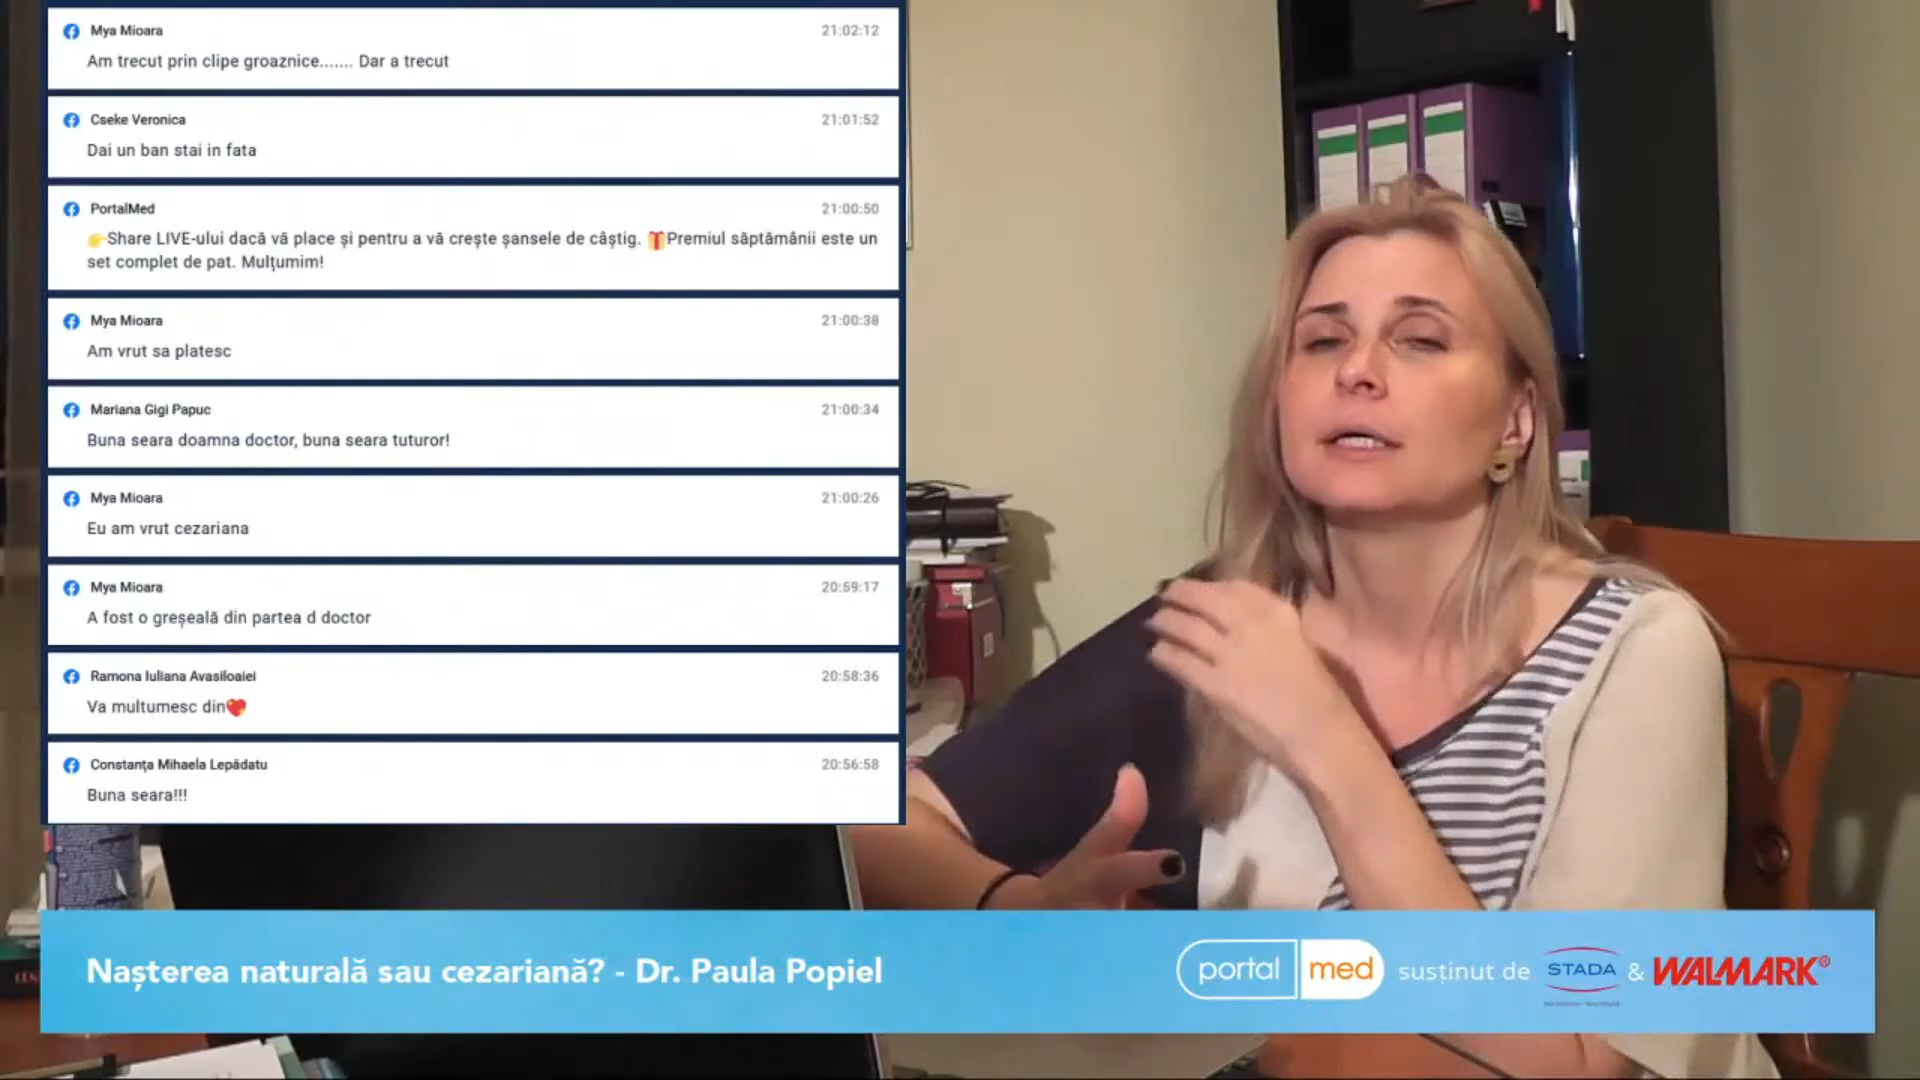 Mya Mioara 21:02:12
Am trecut prin clipe groaznice....... Dar a trecut
Cseke Veronica 21:01:52
Dai un ban stai in fata
PortalMed 21:00:50
👉Share LIVE-ului dacă vă place și pentru a vă crește șansele de câștig. 🎁Premiul săptămânii este un
set complet de pat. Mulțumim!
Mya Mioara 21:00:38
Am vrut sa platesc
Mariana Gigi Papuc 21:00:34
Buna seara doamna doctor, buna seara tuturor!
Mya Mioara 21:00:26
Eu am vrut cezariana
Mya Mioara 20:59:17
A fost o greșeală din partea d doctor
Ramona Iuliana Avasiloaiei 20:58:36
Va multumesc din💖
Constanța Mihaela Lepădatu 20:56:58
Buna seara!!!
Nașterea naturală sau cezariană? - Dr. Paula Popiel
portal med susținut de STADA & WALMARK®